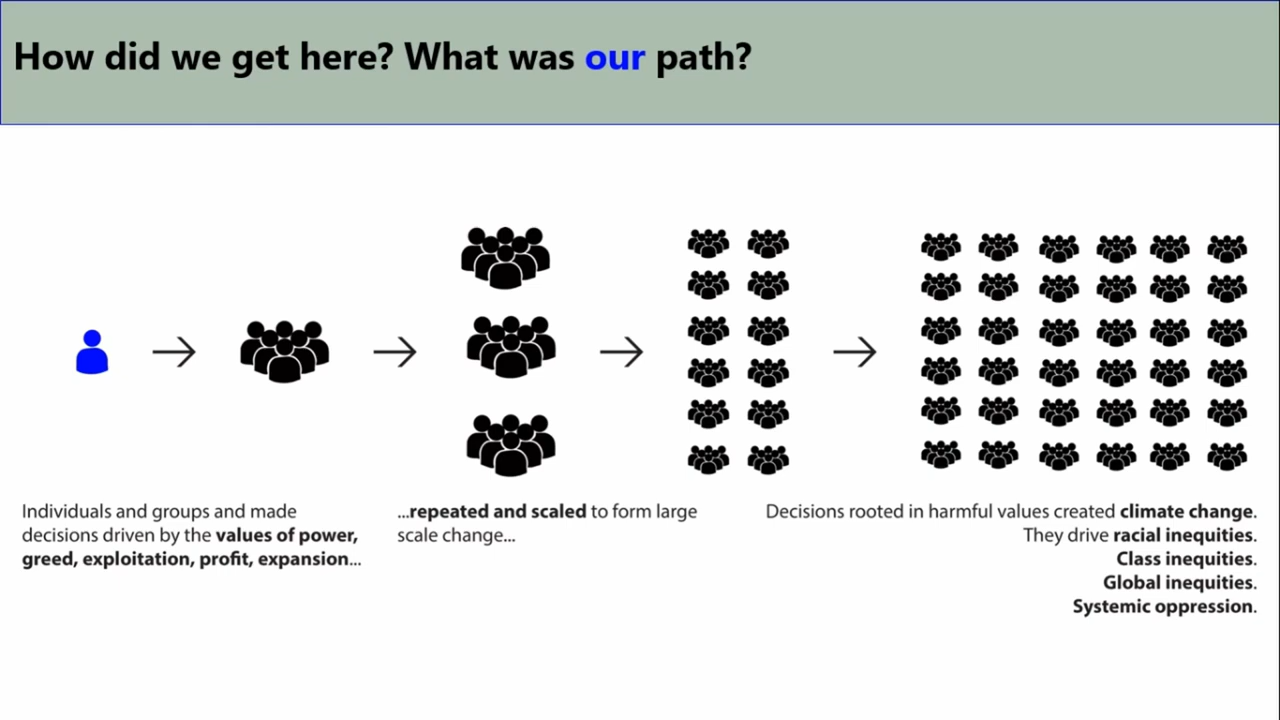 How did we get here? What was our path?
Individuals and groups and made
decisions driven by the values of power,
greed, exploitation, profit, expansion...
...repeated and scaled to form large
scale change...
Decisions rooted in harmful values created climate change.
They drive racial inequities.
Class inequities.
Global inequities.
Systemic oppression.